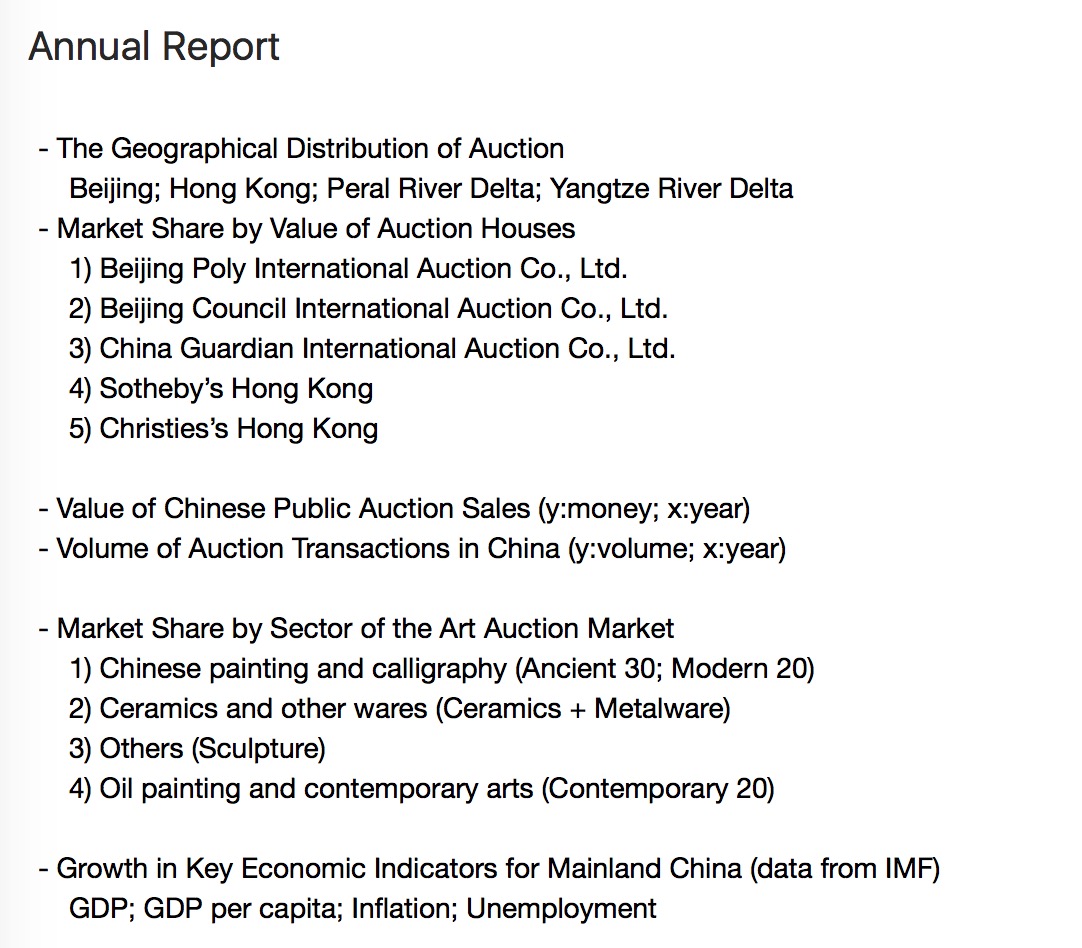 Annual Report
- The Geographical Distribution of Auction
Beijing; Hong Kong; Peral River Delta; Yangtze River Delta
- Market Share by Value of Auction Houses
1) Beijing Poly International Auction Co., Ltd.
2) Beijing Council International Auction Co., Ltd.
3) China Guardian International Auction Co., Ltd.
4) Sotheby’s Hong Kong
5) Christies’s Hong Kong
- Value of Chinese Public Auction Sales (y:money; x:year)
- Volume of Auction Transactions in China (y:volume; x:year)
- Market Share by Sector of the Art Auction Market
1) Chinese painting and calligraphy (Ancient 30; Modern 20)
2) Ceramics and other wares (Ceramics + Metalware)
3) Others (Sculpture)
4) Oil painting and contemporary arts (Contemporary 20)
- Growth in Key Economic Indicators for Mainland China (data from IMF)
GDP; GDP per capita; Inflation; Unemployment